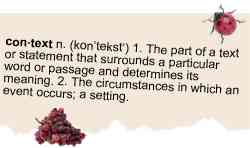 con·text n. (kon'tekst') 1. The part of a text
or statement that surrounds a particular
word or passage and determines its
meaning. 2. The circumstances in which an
event occurs; a setting.